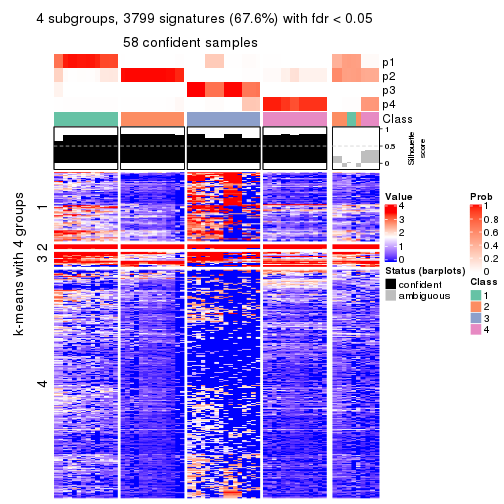 4 subgroups, 3799 signatures (67.6%) with fdr < 0.05
58 confident samples
p1
p2
p3
p4
Class
1
0.5
0
Silhouette
score
k-means with 4 groups
1
2
3
4
Value
4
3
2
1
0
Status (barplots)
confident
ambiguous
Prob
1
0.8
0.6
0.4
0.2
0
Class
1
2
3
4